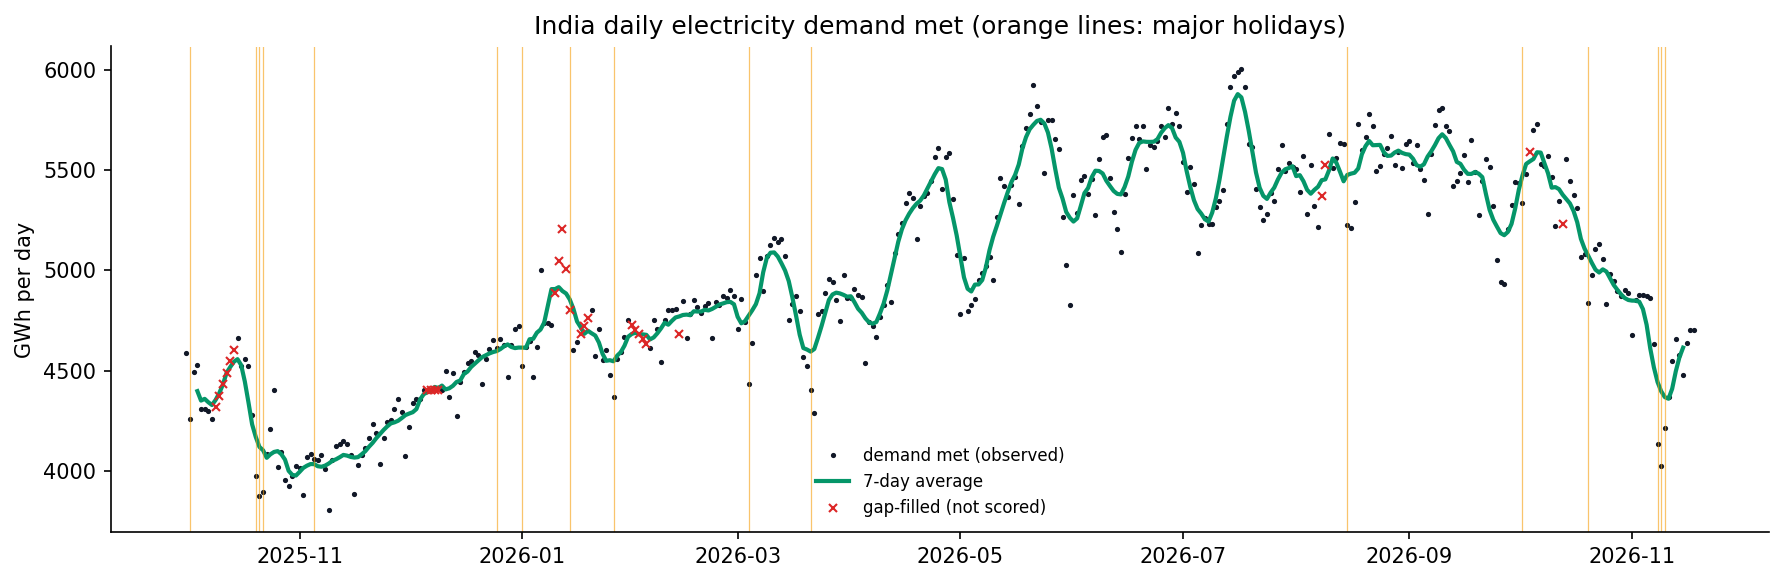 India daily electricity demand met (orange lines: major holidays)
GWh per day
6000
5500
5000
4500
4000
demand met (observed)
7-day average
gap-filled (not scored)
2025-11
2026-01
2026-03
2026-05
2026-07
2026-09
2026-11